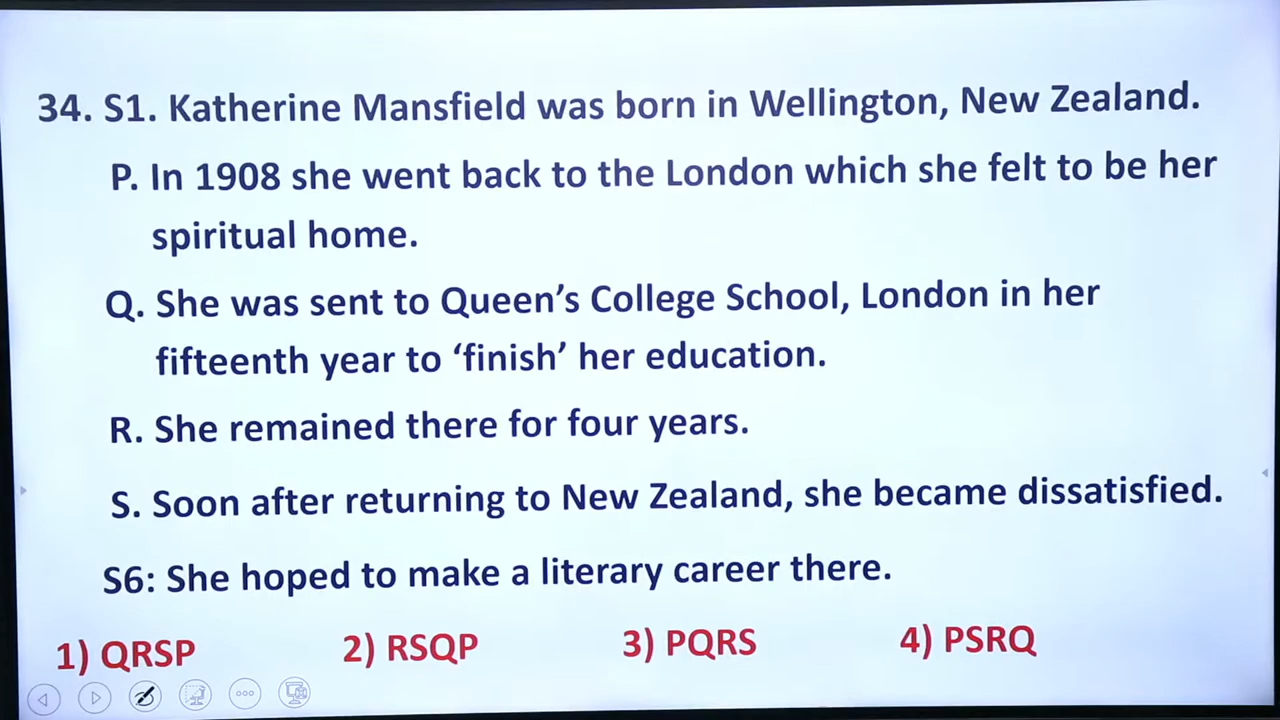 34. S1. Katherine Mansfield was born in Wellington, New Zealand.
P. In 1908 she went back to the London which she felt to be her
spiritual home.
Q. She was sent to Queen’s College School, London in her
fifteenth year to ‘finish’ her education.
R. She remained there for four years.
S. Soon after returning to New Zealand, she became dissatisfied.
S6: She hoped to make a literary career there.
1) QRSP 2) RSQP 3) PQRS 4) PSRQ